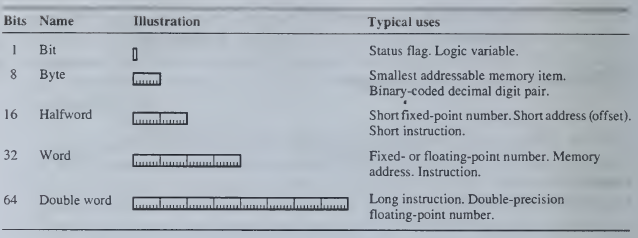 Bits Name Illustration Typical uses
1 Bit Status flag. Logic variable.
8 Byte Smallest addressable memory item.
Binary-coded decimal digit pair.
16 Halfword Short fixed-point number. Short address (offset).
Short instruction.
32 Word Fixed- or floating-point number. Memory
address. Instruction.
64 Double word Long instruction. Double-precision
floating-point number.